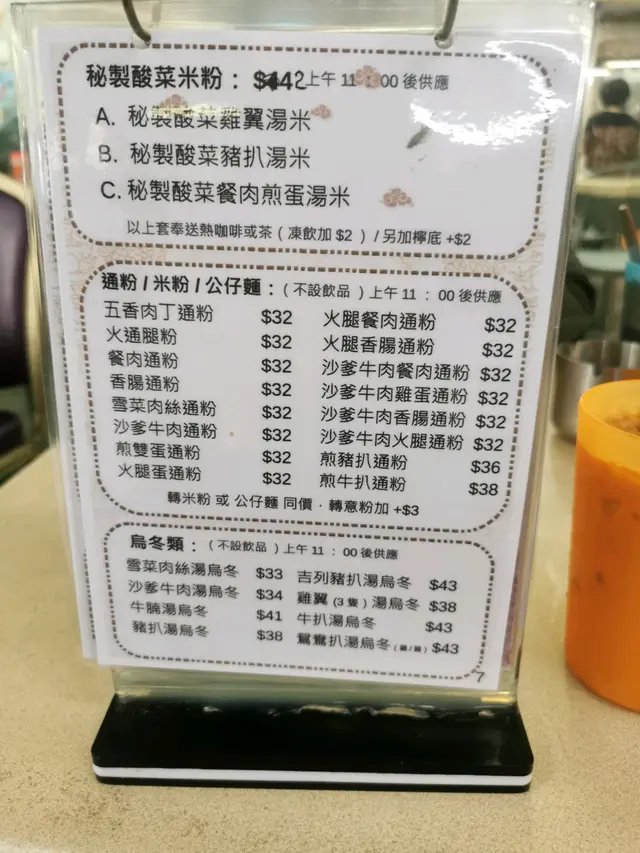 秘製酸菜米粉：$42 上午 11：00 後供應
A. 秘製酸菜雞翼湯米
B. 秘製酸菜豬扒湯米
C. 秘製酸菜餐肉煎蛋湯米
以上套奉送熱咖啡或茶（凍飲加 $2 ）/ 另加檸底 +$2
通粉 / 米粉 / 公仔麵：（不設飲品 ）上午 11 ： 00 後供應
五香肉丁通粉 $32
火通腿粉 $32
餐肉通粉 $32
香腸通粉 $32
雪菜肉絲通粉 $32
沙爹牛肉通粉 $32
煎雙蛋通粉 $32
火腿蛋通粉 $32
火腿餐肉通粉 $32
火腿香腸通粉 $32
沙爹牛肉餐肉通粉 $32
沙爹牛肉雞蛋通粉 $32
沙爹牛肉香腸通粉 $32
沙爹牛肉火腿通粉 $32
煎豬扒通粉 $36
煎牛扒通粉 $38
轉米粉 或 公仔麵 同價，轉意粉加 +$3
烏冬類：（不設飲品 ）上午 11 ： 00 後供應
雪菜肉絲湯烏冬 $33
沙爹牛肉湯烏冬 $34
牛腩湯烏冬 $41
豬扒湯烏冬 $38
吉列豬扒湯烏冬 $43
雞翼 (3 隻 ) 湯烏冬 $38
牛扒湯烏冬 $43
鴛鴦扒湯烏冬 $43
7